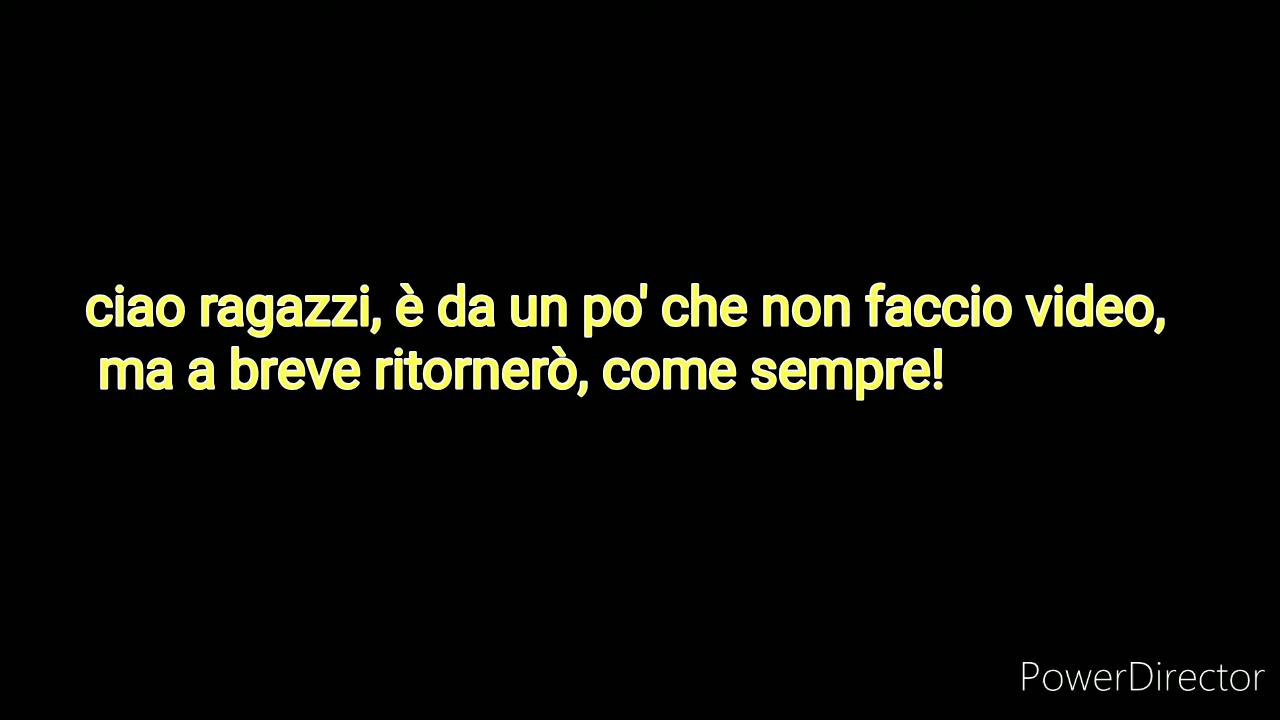 ciao ragazzi, è da un po' che non faccio video,
ma a breve ritornerò, come sempre!
PowerDirector